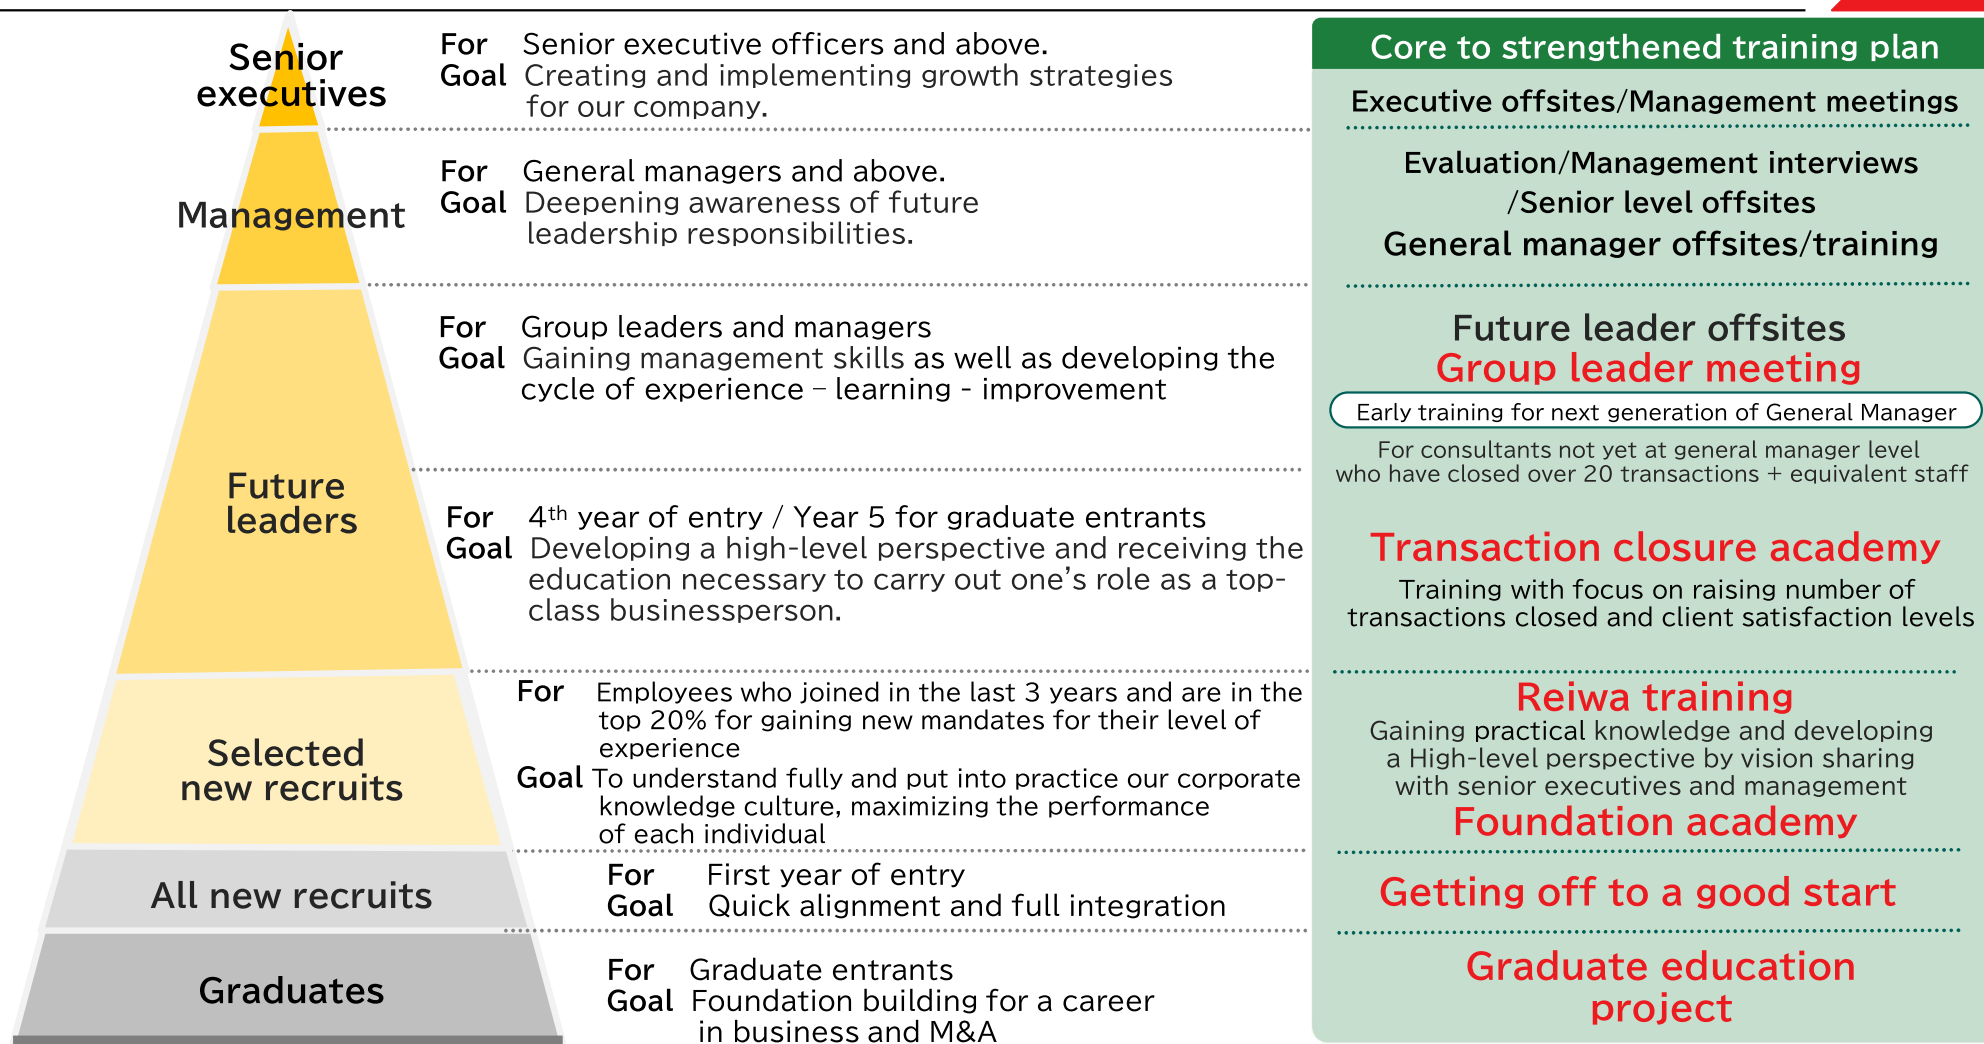 Senior
executives
For Senior executive officers and above.
Goal Creating and implementing growth strategies
for our company.
Core to strengthened training plan
Executive offsites/Management meetings
Management
For General managers and above.
Goal Deepening awareness of future
leadership responsibilities.
Evaluation/Management interviews
/Senior level offsites
General manager offsites/training
Future
leaders
For Group leaders and managers
Goal Gaining management skills as well as developing the
cycle of experience – learning - improvement
Future leader offsites
Group leader meeting
Early training for next generation of General Manager
For consultants not yet at general manager level
who have closed over 20 transactions + equivalent staff
For 4th year of entry / Year 5 for graduate entrants
Goal Developing a high-level perspective and receiving the
education necessary to carry out one’s role as a top-
class businessperson.
Transaction closure academy
Training with focus on raising number of
transactions closed and client satisfaction levels
Selected
new recruits
For Employees who joined in the last 3 years and are in the
top 20% for gaining new mandates for their level of
experience
Goal To understand fully and put into practice our corporate
knowledge culture, maximizing the performance
of each individual
Reiwa training
Gaining practical knowledge and developing
a High-level perspective by vision sharing
with senior executives and management
Foundation academy
All new recruits
For First year of entry
Goal Quick alignment and full integration
Getting off to a good start
Graduates
For Graduate entrants
Goal Foundation building for a career
in business and M&A
Graduate education
project